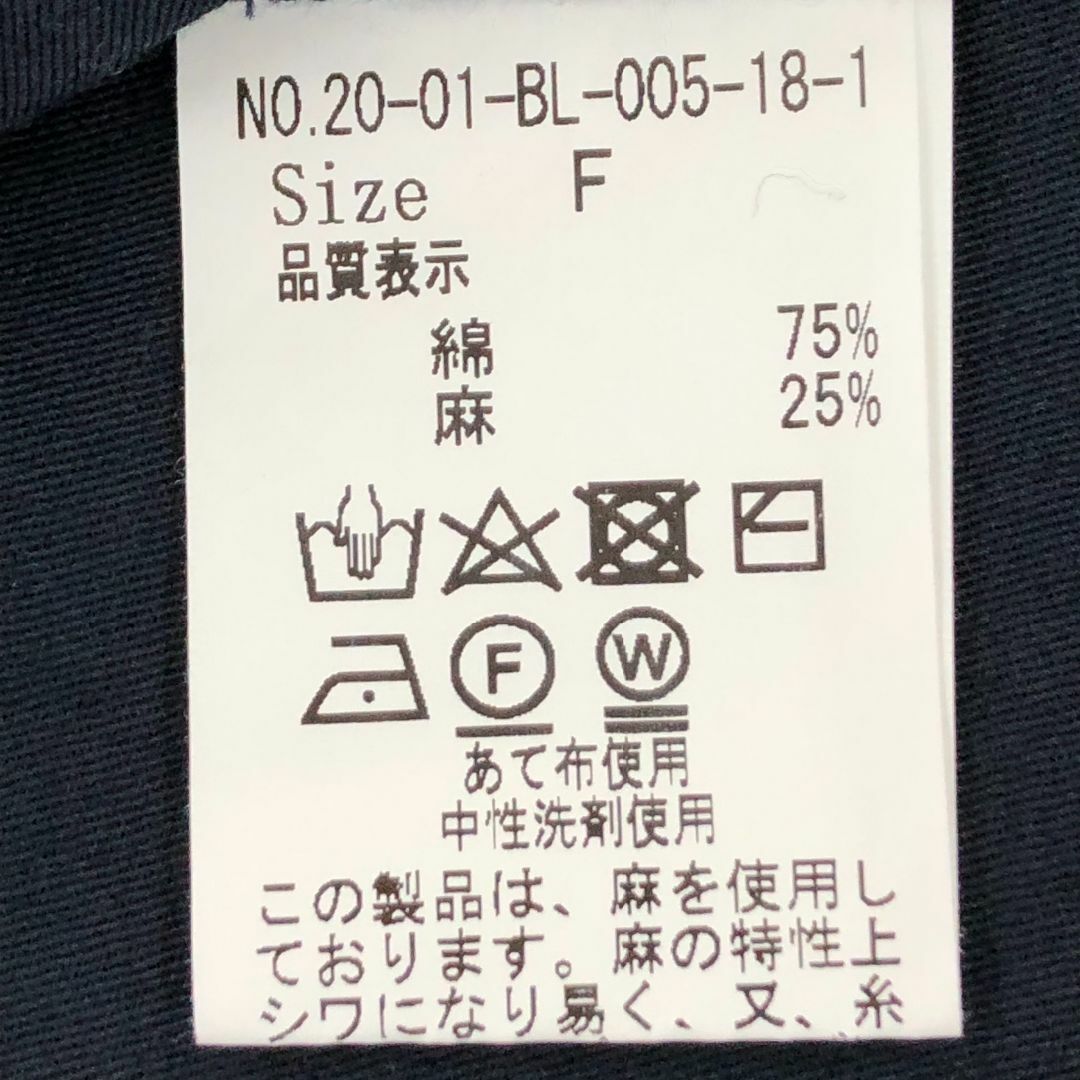 NO.20-01-BL-005-18-1
Size F
品質表示
綿 75%
麻 25%
F W
あて布使用
中性洗剤使用
この製品は、麻を使用し
ております。麻の特性上
シワになり易く、又、糸